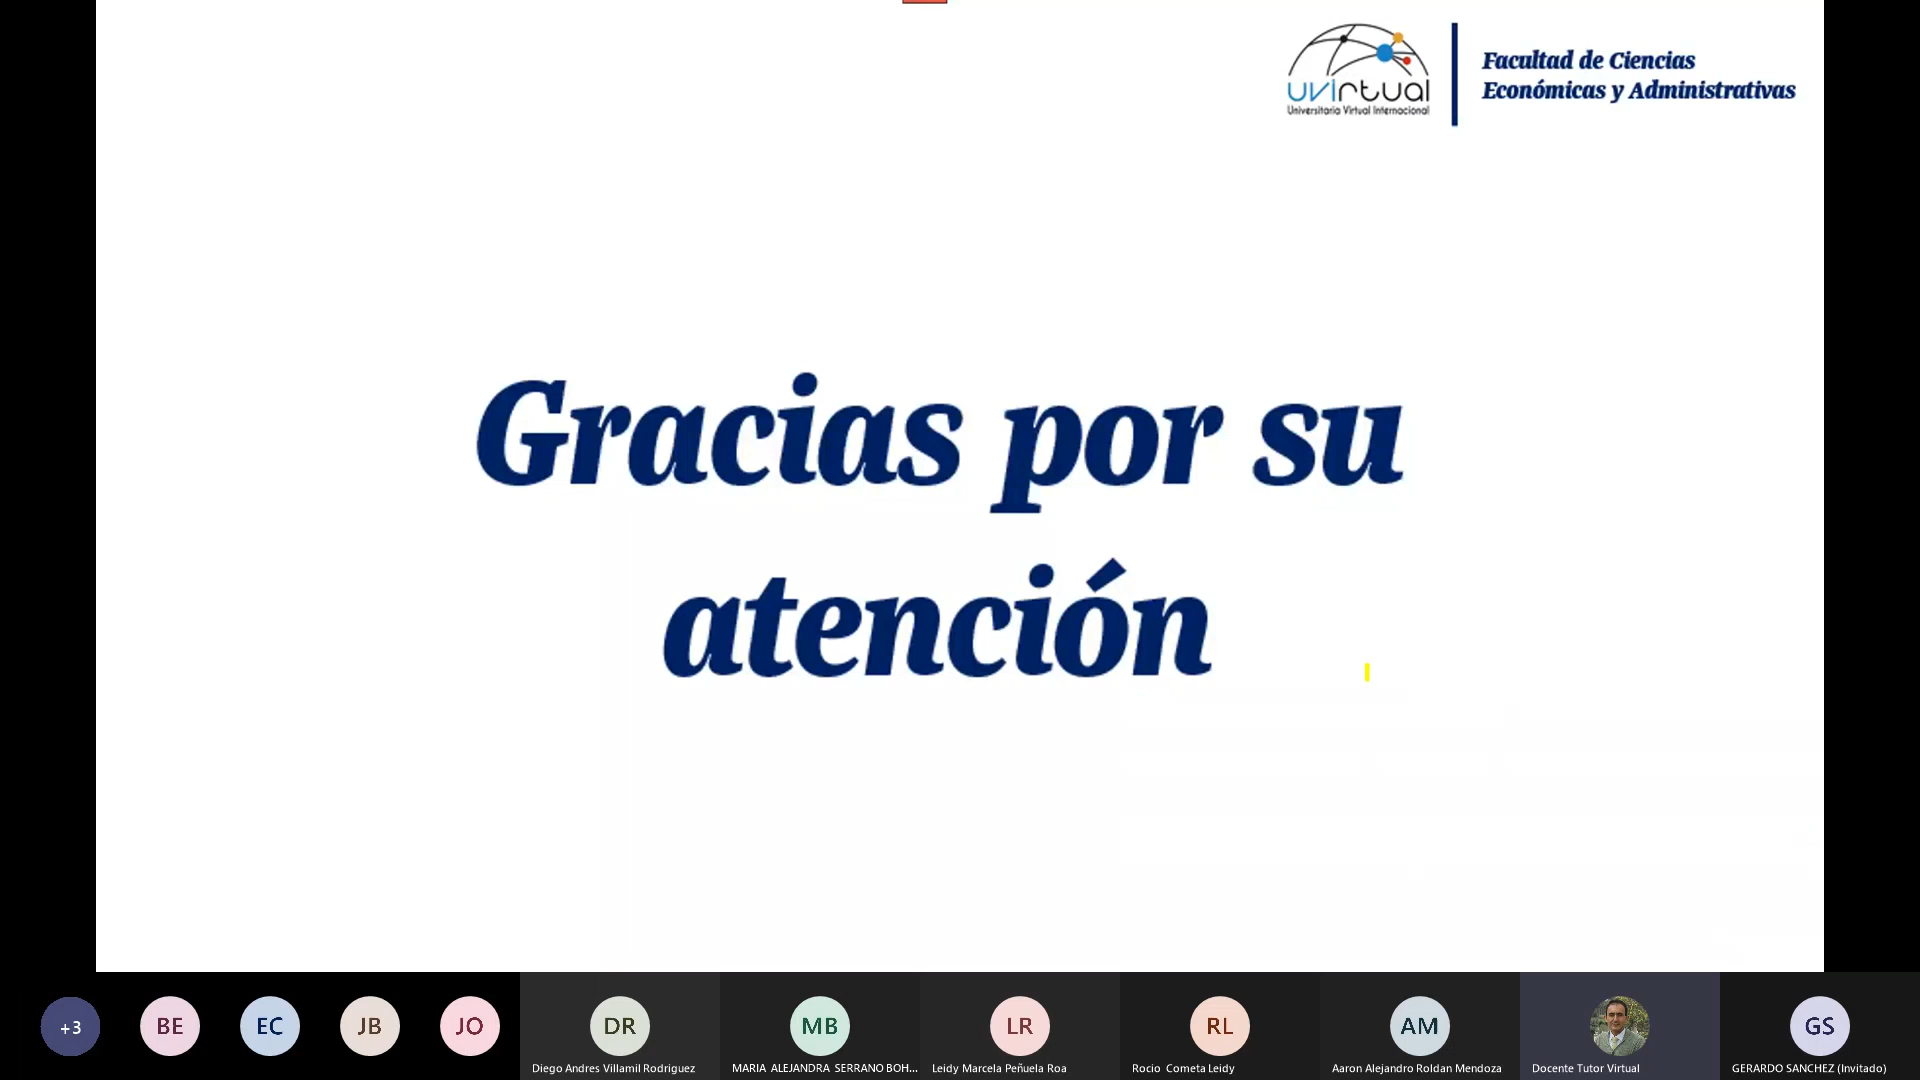 uvirtual
Universitaria Virtual Internacional
Facultad de Ciencias
Económicas y Administrativas
Gracias por su
atención
+3
BE
EC
JB
JO
DR
MB
LR
RL
AM
GS
Diego Andres Villamil Rodriguez
MARIA ALEJANDRA SERRANO BOH...
Leidy Marcela Peñuela Roa
Rocio Cometa Leidy
Aaron Alejandro Roldan Mendoza
Docente Tutor Virtual
GERARDO SANCHEZ (Invitado)